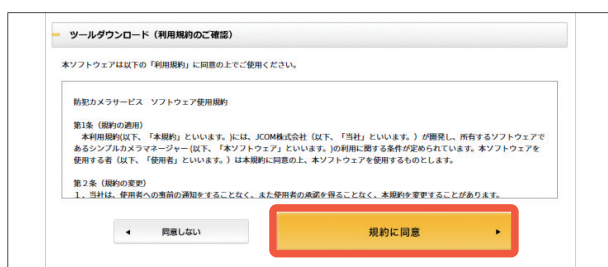 ツールダウンロード（利用規約のご確認）
本ソフトウェアは以下の「利用規約」に同意の上でご使用ください。
防犯カメラサービス　ソフトウェア使用規約
第1条（規約の適用）
本利用規約(以下、「本規約」といいます。)には、JCOM株式会社（以下、「当社」といいます。）が開発し、所有するソフトウェアで
あるシンプルカメラマネージャー(以下、「本ソフトウェア」といいます。)の利用に関する条件が定められています。本ソフトウェアを
使用する者（以下、「使用者」といいます。）は本規約に同意の上、本ソフトウェアを使用するものとします。
第２条（規約の変更）
１．当社は、使用者への事前の通知をすることなく、また使用者の承諾を得ることなく、本規約を変更することがあります。
同意しない
規約に同意